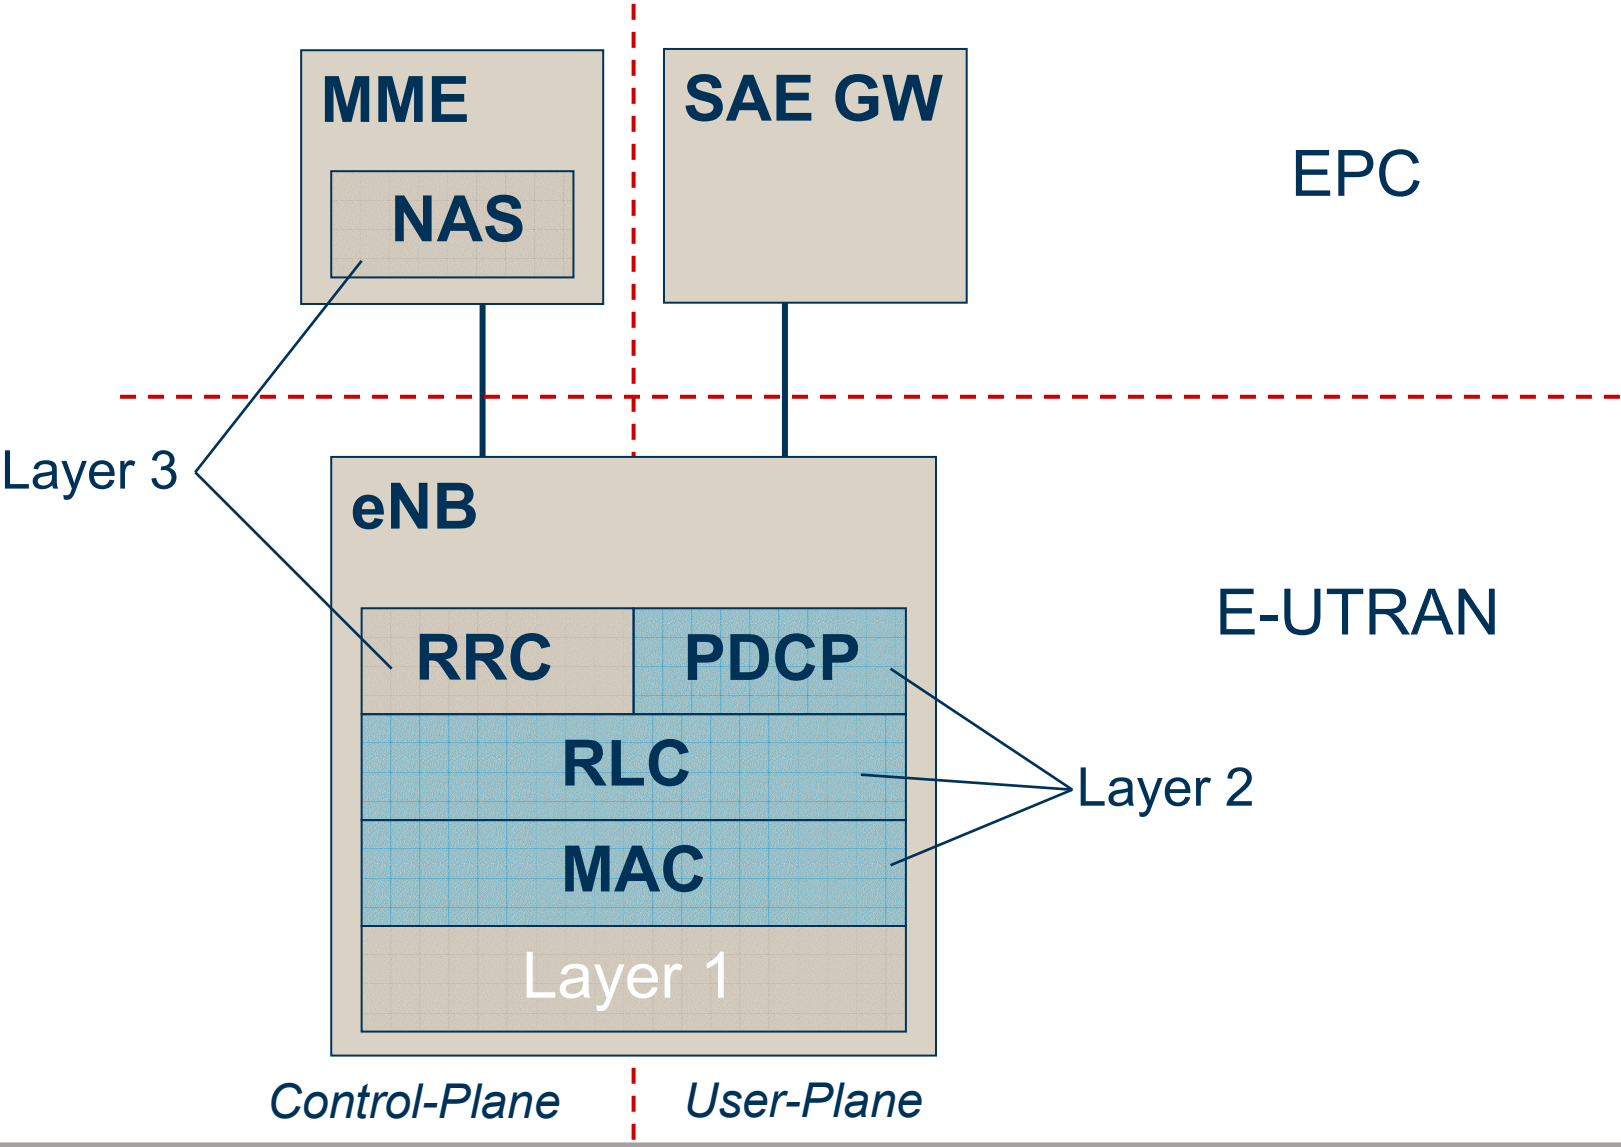 MME
SAE GW
NAS
EPC
Layer 3
eNB
E-UTRAN
RRC
PDCP
RLC
Layer 2
MAC
Layer 1
Control-Plane
User-Plane